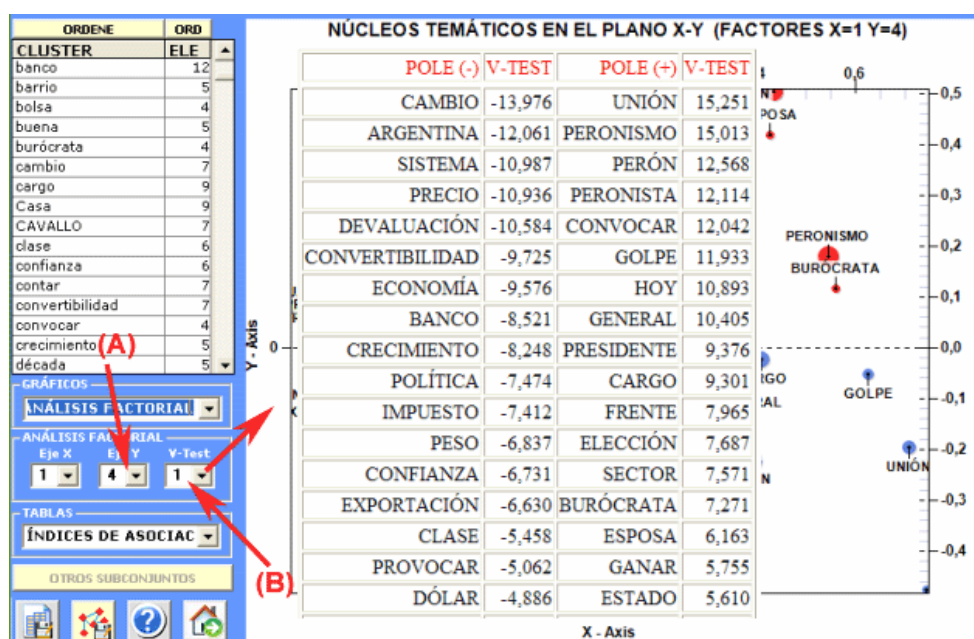 ORDENE ORD
CLUSTER ELE
banco 12
barrio 5
bolsa 4
buena 5
burócrata 4
cambio 7
cargo 9
Casa 9
CAVALLO 7
clase 6
confianza 6
contar 7
convertibilidad 7
convocar 4
crecimiento 5
década 5
(A)
GRÁFICOS
ANÁLISIS FACTORIAL
ANÁLISIS FACTORIAL
Eje X Eje Y V-Test
1 4 1
TABLAS
ÍNDICES DE ASOCIAC
(B)
OTROS SUBCONJUNTOS
NÚCLEOS TEMÁTICOS EN EL PLANO X-Y (FACTORES X=1 Y=4)
POLE (-) V-TEST POLE (+) V-TEST
CAMBIO -13,976 UNIÓN 15,251
ARGENTINA -12,061 PERONISMO 15,013
SISTEMA -10,987 PERÓN 12,568
PRECIO -10,936 PERONISTA 12,114
DEVALUACIÓN -10,584 CONVOCAR 12,042
CONVERTIBILIDAD -9,725 GOLPE 11,933
ECONOMÍA -9,576 HOY 10,893
BANCO -8,521 GENERAL 10,405
CRECIMIENTO -8,248 PRESIDENTE 9,376
POLÍTICA -7,474 CARGO 9,301
IMPUESTO -7,412 FRENTE 7,965
PESO -6,837 ELECCIÓN 7,687
CONFIANZA -6,731 SECTOR 7,571
EXPORTACIÓN -6,630 BURÓCRATA 7,271
CLASE -5,458 ESPOSA 6,163
PROVOCAR -5,062 GANAR 5,755
DÓLAR -4,886 ESTADO 5,610
Y - Axis
0
X - Axis
4 0,6
0,5
POSA
0,4
0,3
PERONISMO
0,2
BURÓCRATA
0,1
0,0
RGO
GOLPE
RAL
-0,1
UNIÓN
-0,2
N
-0,3
-0,4